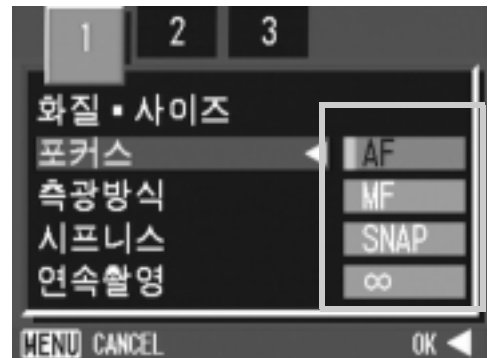 1 2 3
화질▪사이즈
포커스 ◀ AF
측광방식 MF
시프니스 SNAP
연속촬영 ∞
MENU CANCEL OK ◀